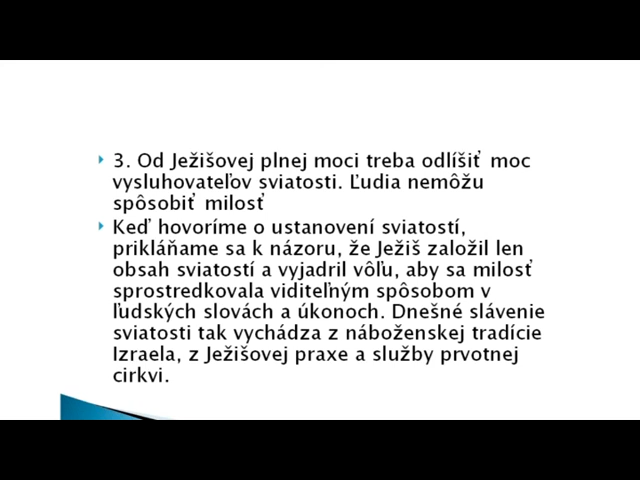 3. Od Ježišovej plnej moci treba odlíšiť moc
vysluhovateľov sviatosti. Ľudia nemôžu
spôsobiť milosť
Keď hovoríme o ustanovení sviatostí,
prikláňame sa k názoru, že Ježiš založil len
obsah sviatostí a vyjadril vôľu, aby sa milosť
sprostredkovala viditeľným spôsobom v
ľudských slovách a úkonoch. Dnešné slávenie
sviatosti tak vychádza z náboženskej tradície
Izraela, z Ježišovej praxe a služby prvotnej
cirkvi.